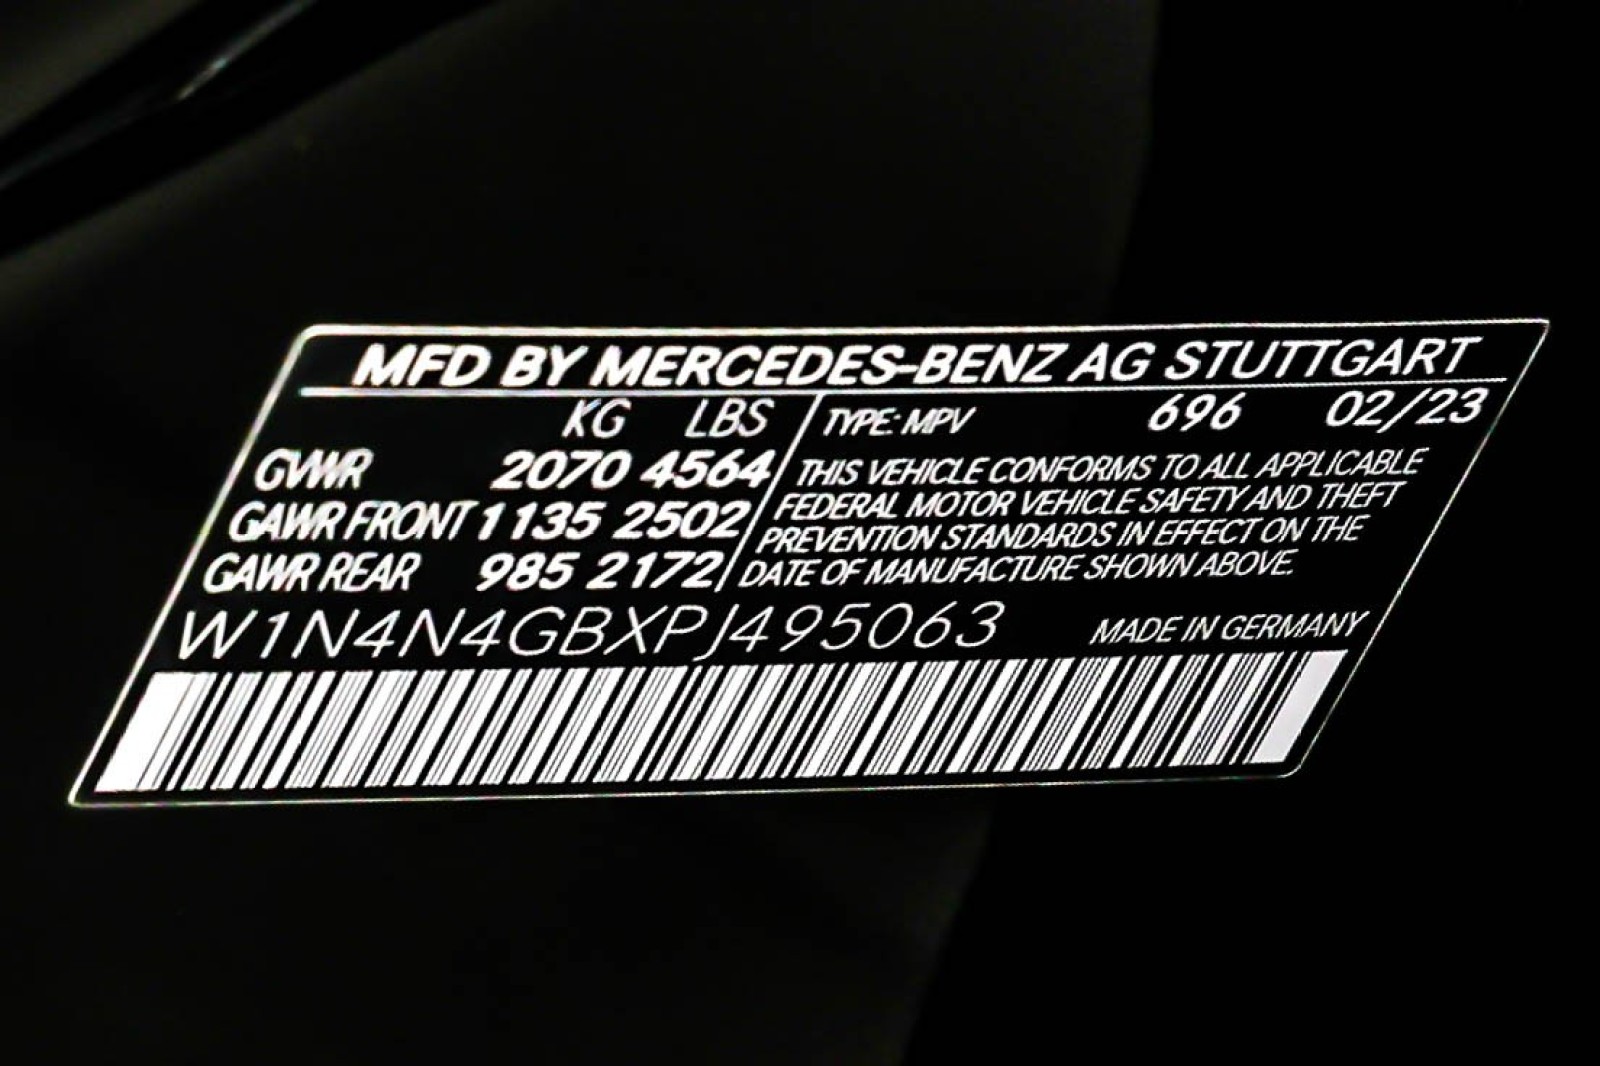 MFD BY MERCEDES-BENZ AG STUTTGART
KG LBS
GVWR 2070 4564
GAWR FRONT 1135 2502
GAWR REAR 985 2172
TYPE: MPV 696 02/23
THIS VEHICLE CONFORMS TO ALL APPLICABLE
FEDERAL MOTOR VEHICLE SAFETY AND THEFT
PREVENTION STANDARDS IN EFFECT ON THE
DATE OF MANUFACTURE SHOWN ABOVE.
W1N4N4GBXPJ495063 MADE IN GERMANY